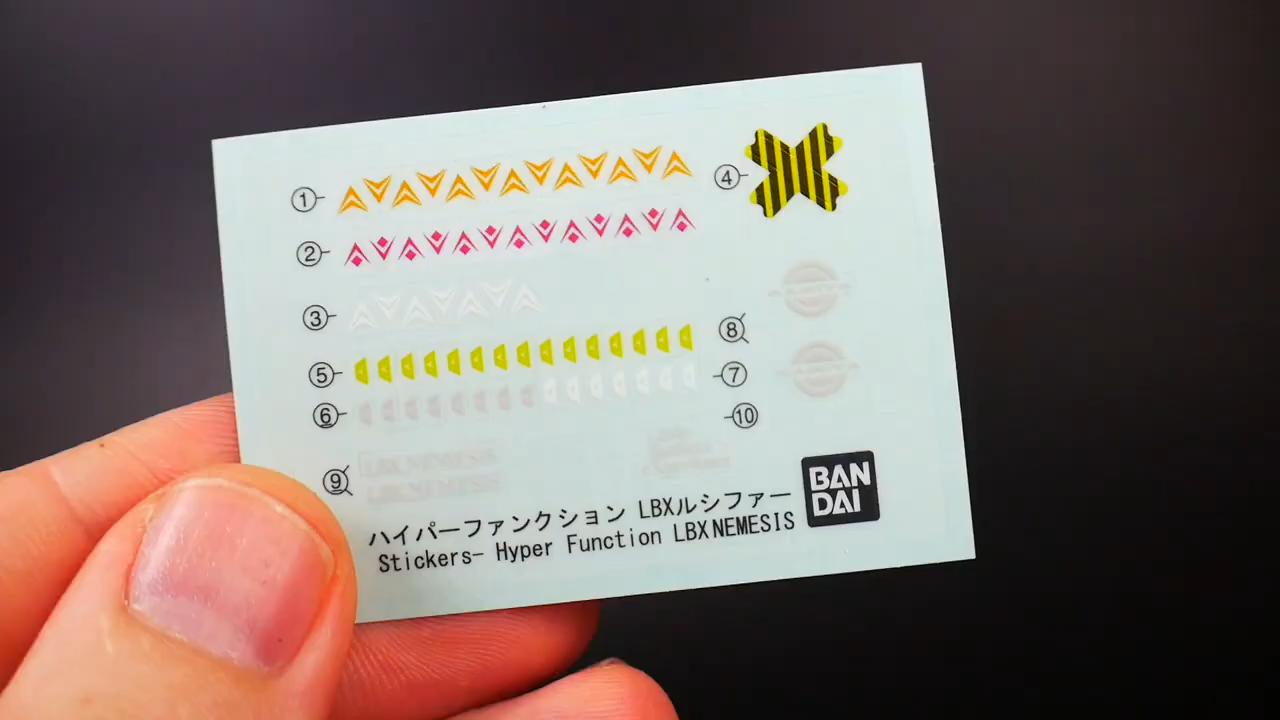 ①
②
③
④
⑤
⑥
⑦
⑧
⑨
⑩
LBX NEMESIS
LBX NEMESIS
ハイパーファンクション LBXルシファー
Stickers- Hyper Function LBX NEMESIS
BAN
DAI